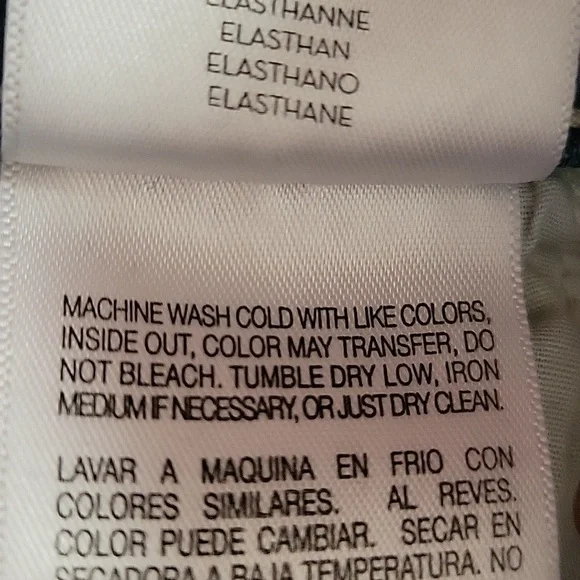 ELASTHANNE
ELASTHAN
ELASTHANO
ELASTHANE
MACHINE WASH COLD WITH LIKE COLORS,
INSIDE OUT, COLOR MAY TRANSFER, DO
NOT BLEACH. TUMBLE DRY LOW, IRON
MEDIUM IF NECESSARY, OR JUST DRY CLEAN.
LAVAR A MAQUINA EN FRIO CON
COLORES SIMILARES. AL REVES.
COLOR PUEDE CAMBIAR. SECAR EN
SECADORA A BAJA TEMPERATURA. NO